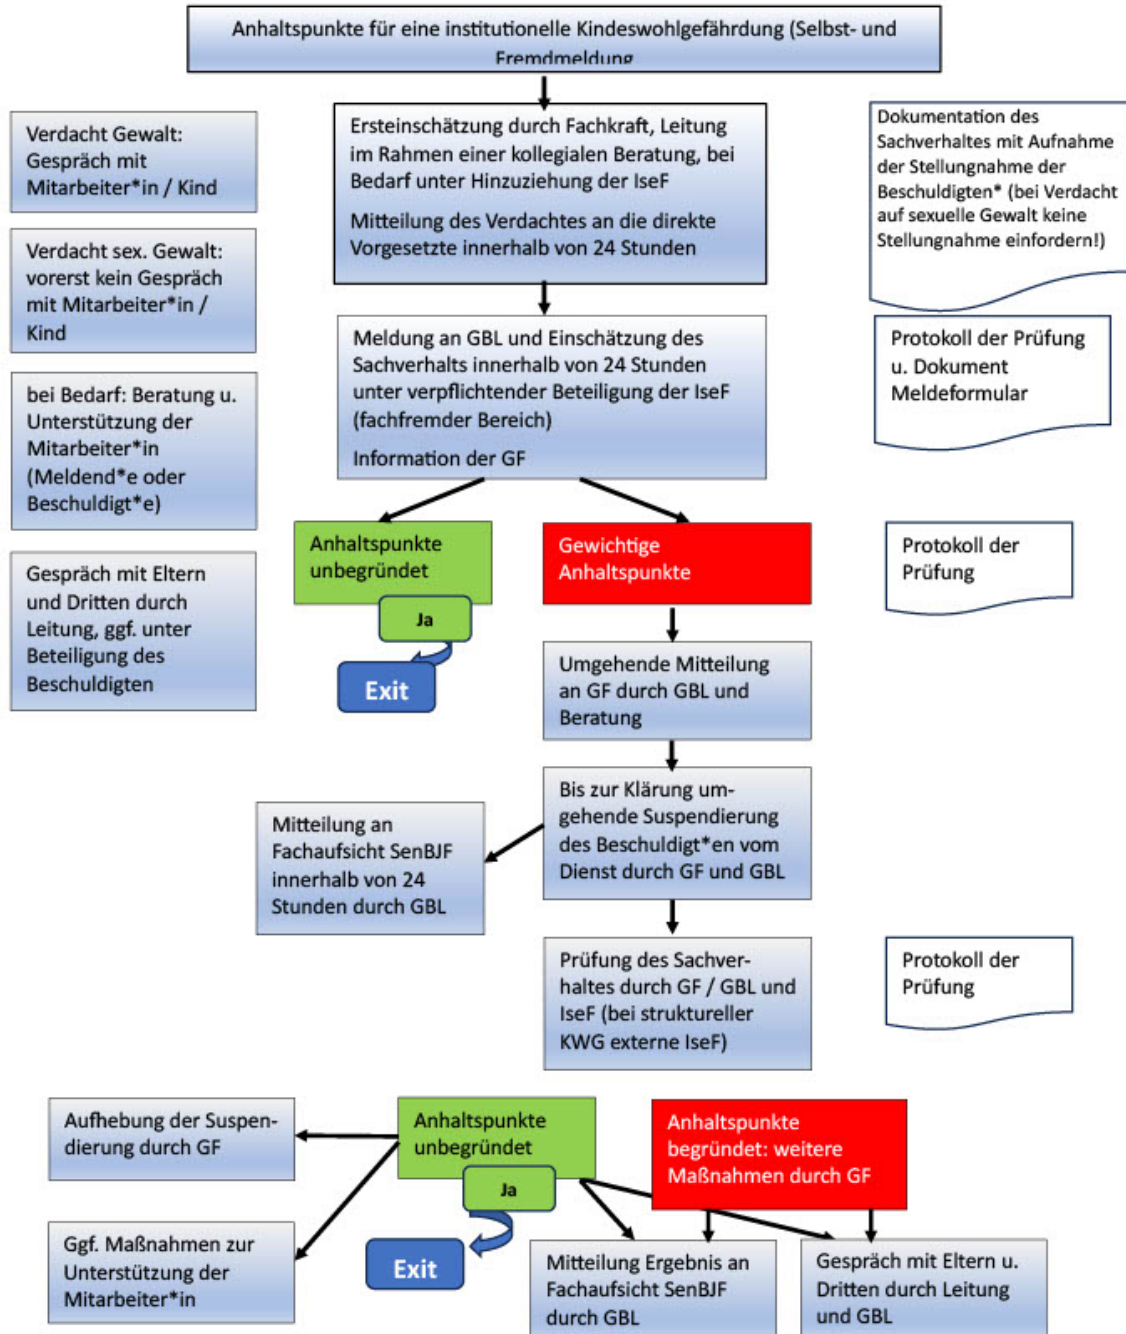 Anhaltspunkte für eine institutionelle Kindeswohlgefährdung (Selbst- und
Fremdmeldung
Verdacht Gewalt:
Gespräch mit
Mitarbeiter*in / Kind
Verdacht sex. Gewalt:
vorerst kein Gespräch
mit Mitarbeiter*in /
Kind
bei Bedarf: Beratung u.
Unterstützung der
Mitarbeiter*in
(Meldend*e oder
Beschuldigt*e)
Gespräch mit Eltern
und Dritten durch
Leitung, ggf. unter
Beteiligung des
Beschuldigten
Ersteinschätzung durch Fachkraft, Leitung
im Rahmen einer kollegialen Beratung, bei
Bedarf unter Hinzuziehung der IseF
Mitteilung des Verdachtes an die direkte
Vorgesetzte innerhalb von 24 Stunden
Dokumentation des
Sachverhaltes mit Aufnahme
der Stellungnahme der
Beschuldigten* (bei Verdacht
auf sexuelle Gewalt keine
Stellungnahme einfordern!)
Meldung an GBL und Einschätzung des
Sachverhalts innerhalb von 24 Stunden
unter verpflichtender Beteiligung der IseF
(fachfremder Bereich)
Information der GF
Protokoll der Prüfung
u. Dokument
Meldeformular
Anhaltspunkte
unbegründet
Ja
Exit
Gewichtige
Anhaltspunkte
Protokoll der
Prüfung
Umgehende Mitteilung
an GF durch GBL und
Beratung
Bis zur Klärung um-
gehende Suspendierung
des Beschuldigt*en vom
Dienst durch GF und GBL
Mitteilung an
Fachaufsicht SenBJF
innerhalb von 24
Stunden durch GBL
Prüfung des Sachver-
haltes durch GF / GBL und
IseF (bei struktureller
KWG externe IseF)
Protokoll der
Prüfung
Aufhebung der Suspen-
dierung durch GF
Anhaltspunkte
unbegründet
Ja
Exit
Anhaltspunkte
begründet: weitere
Maßnahmen durch GF
Ggf. Maßnahmen zur
Unterstützung der
Mitarbeiter*in
Mitteilung Ergebnis an
Fachaufsicht SenBJF
durch GBL
Gespräch mit Eltern u.
Dritten durch Leitung
und GBL